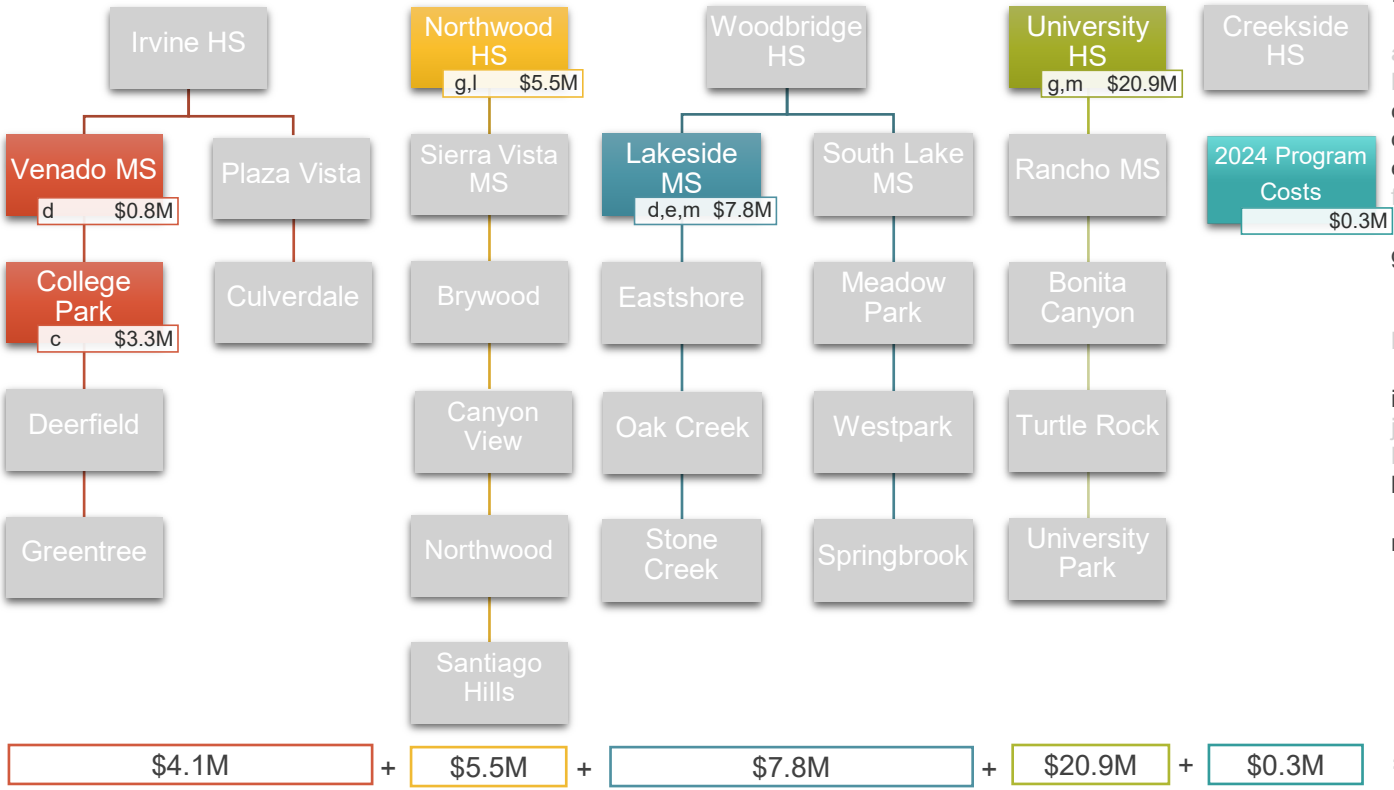 Irvine HS
Northwood
HS
g,l $5.5M
Woodbridge
HS
University
HS
g,m $20.9M
Creekside
HS
Venado MS
d $0.8M
Plaza Vista
Sierra Vista
MS
Lakeside
MS
d,e,m $7.8M
South Lake
MS
Rancho MS
2024 Program
Costs
$0.3M
College
Park
c $3.3M
Culverdale
Brywood
Eastshore
Meadow
Park
Bonita
Canyon
Deerfield
Canyon
View
Oak Creek
Westpark
Turtle Rock
Greentree
Northwood
Stone
Creek
Springbrook
University
Park
Santiago
Hills
$4.1M + $5.5M + $7.8M + $20.9M + $0.3M